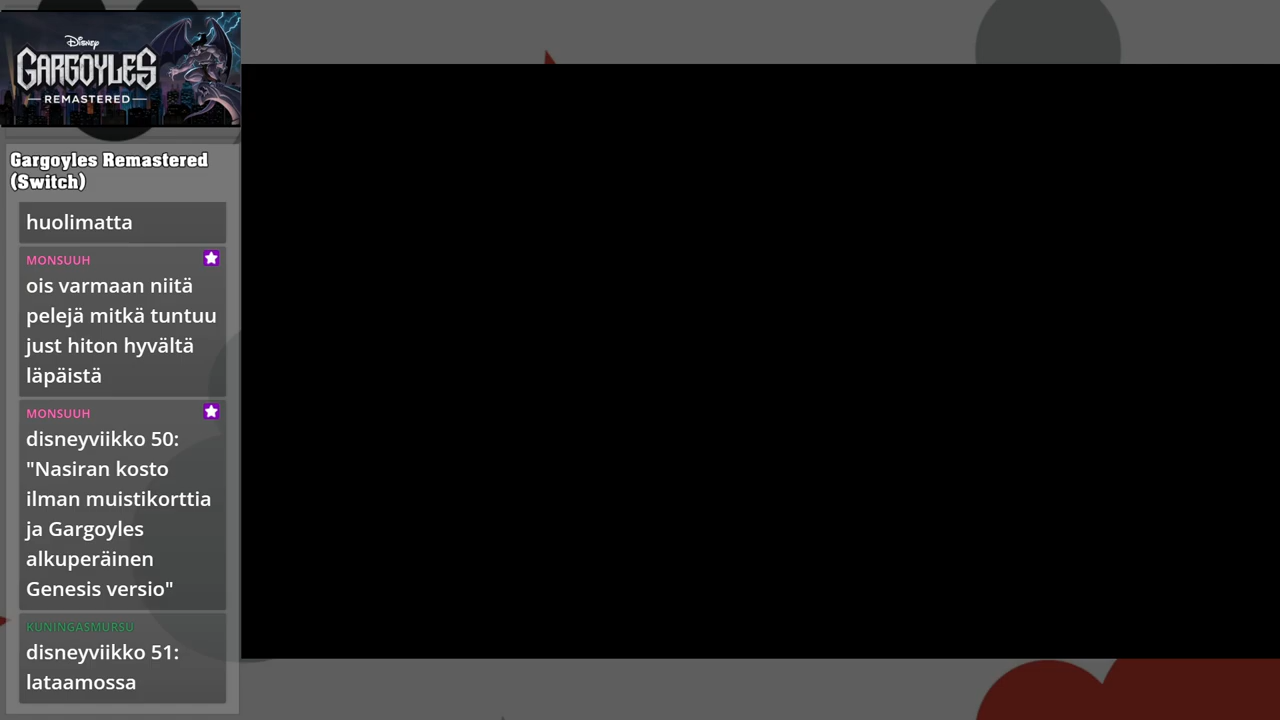 Disney
GARGOYLES
REMASTERED
Gargoyles Remastered
(Switch)
huolimatta
MONSUUH
ois varmaan niitä
pelejä mitkä tuntuu
just hiton hyvältä
läpäistä
MONSUUH
disneyviikko 50:
"Nasiran kosto
ilman muistikorttia
ja Gargoyles
alkuperäinen
Genesis versio"
KUNINGASMURSU
disneyviikko 51:
lataamossa